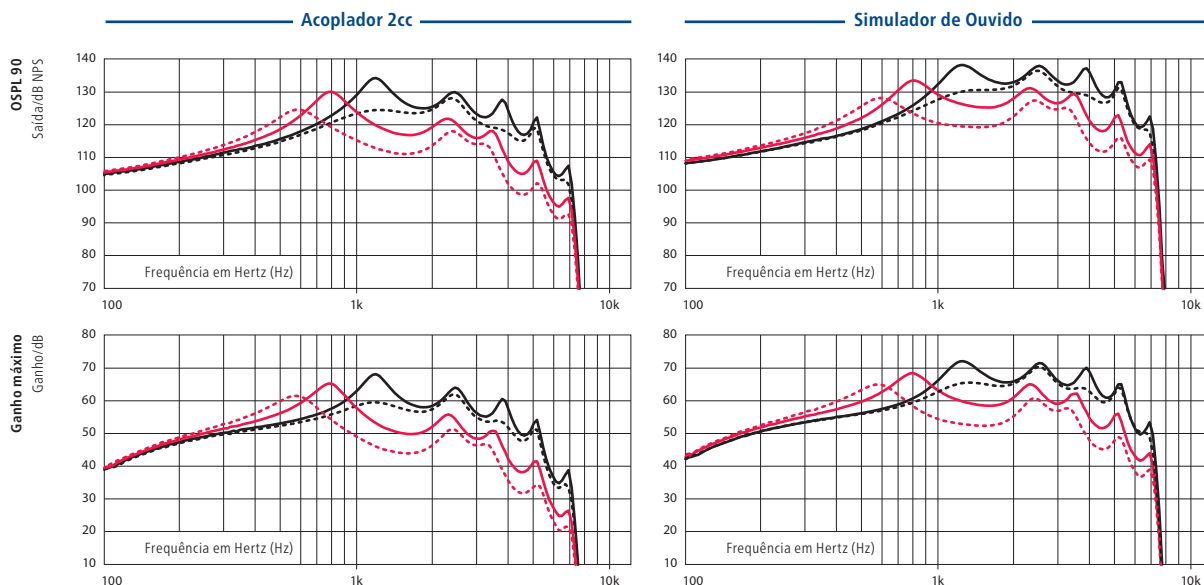 Acoplador 2cc
Simulador de Ouvido
OSPL 90
Saída/dB NPS
140
130
120
110
100
90
80
70
Frequência em Hertz (Hz)
100
1k
10k
140
130
120
110
100
90
80
70
Frequência em Hertz (Hz)
100
1k
10k
Ganho máximo
Ganho/dB
80
70
60
50
40
30
20
10
Frequência em Hertz (Hz)
100
1k
10k
80
70
60
50
40
30
20
10
Frequência em Hertz (Hz)
100
1k
10k